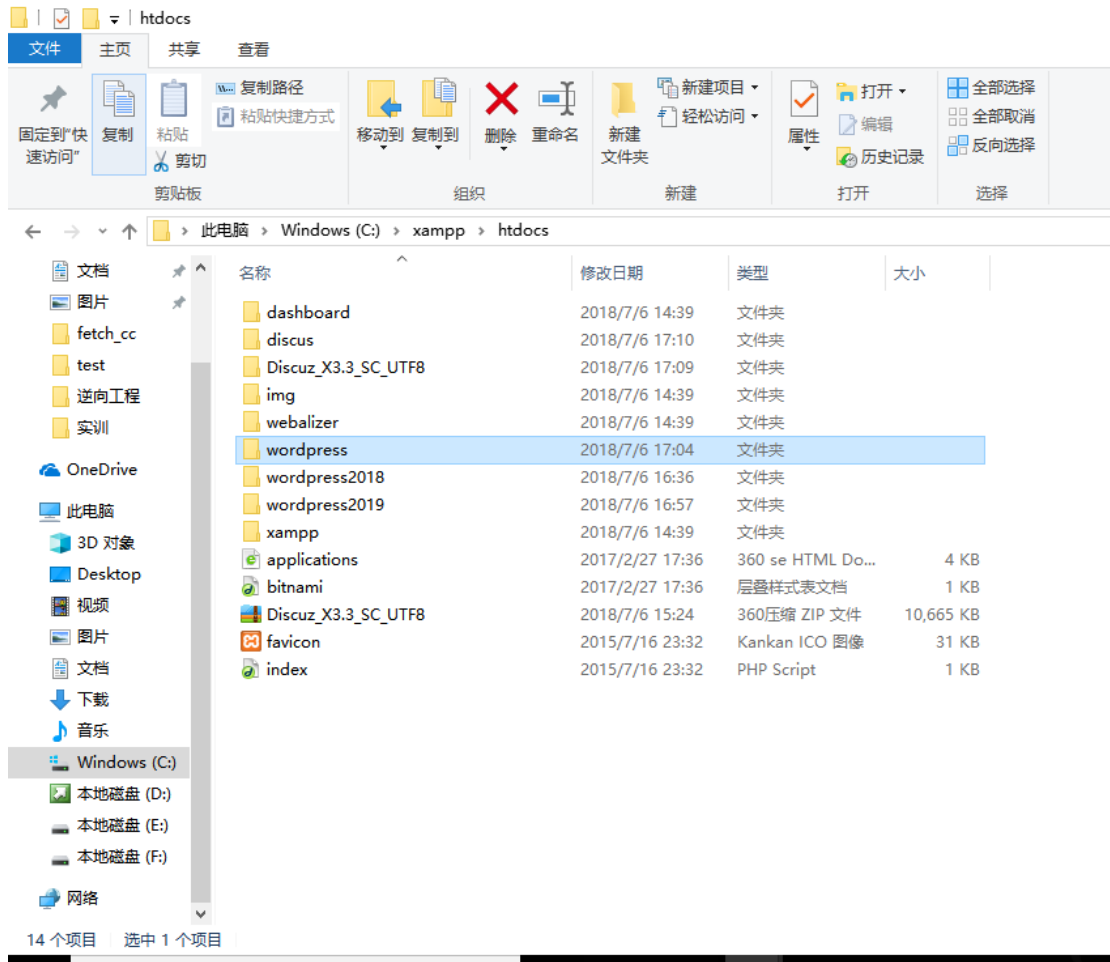 htdocs
文件 主页 共享 查看
固定到"快速访问" 复制 粘贴 复制路径 粘贴快捷方式 剪切 移动到 复制到 删除 重命名 新建文件夹 新建项目 轻松访问 属性 打开 编辑 历史记录 全部选择 全部取消 反向选择
剪贴板 组织 新建 打开 选择
此电脑 › Windows (C:) › xampp › htdocs
名称 修改日期 类型 大小
文档
图片
fetch_cc
test
逆向工程
实训
OneDrive
此电脑
3D 对象
Desktop
视频
图片
文档
下载
音乐
Windows (C:)
本地磁盘 (D:)
本地磁盘 (E:)
本地磁盘 (F:)
网络
dashboard 2018/7/6 14:39 文件夹
discus 2018/7/6 17:10 文件夹
Discuz_X3.3_SC_UTF8 2018/7/6 17:09 文件夹
img 2018/7/6 14:39 文件夹
webalizer 2018/7/6 14:39 文件夹
wordpress 2018/7/6 17:04 文件夹
wordpress2018 2018/7/6 16:36 文件夹
wordpress2019 2018/7/6 16:57 文件夹
xampp 2018/7/6 14:39 文件夹
applications 2017/2/27 17:36 360 se HTML Do... 4 KB
bitnami 2017/2/27 17:36 层叠样式表文档 1 KB
Discuz_X3.3_SC_UTF8 2018/7/6 15:24 360压缩 ZIP 文件 10,665 KB
favicon 2015/7/16 23:32 Kankan ICO 图像 31 KB
index 2015/7/16 23:32 PHP Script 1 KB
14 个项目 选中 1 个项目